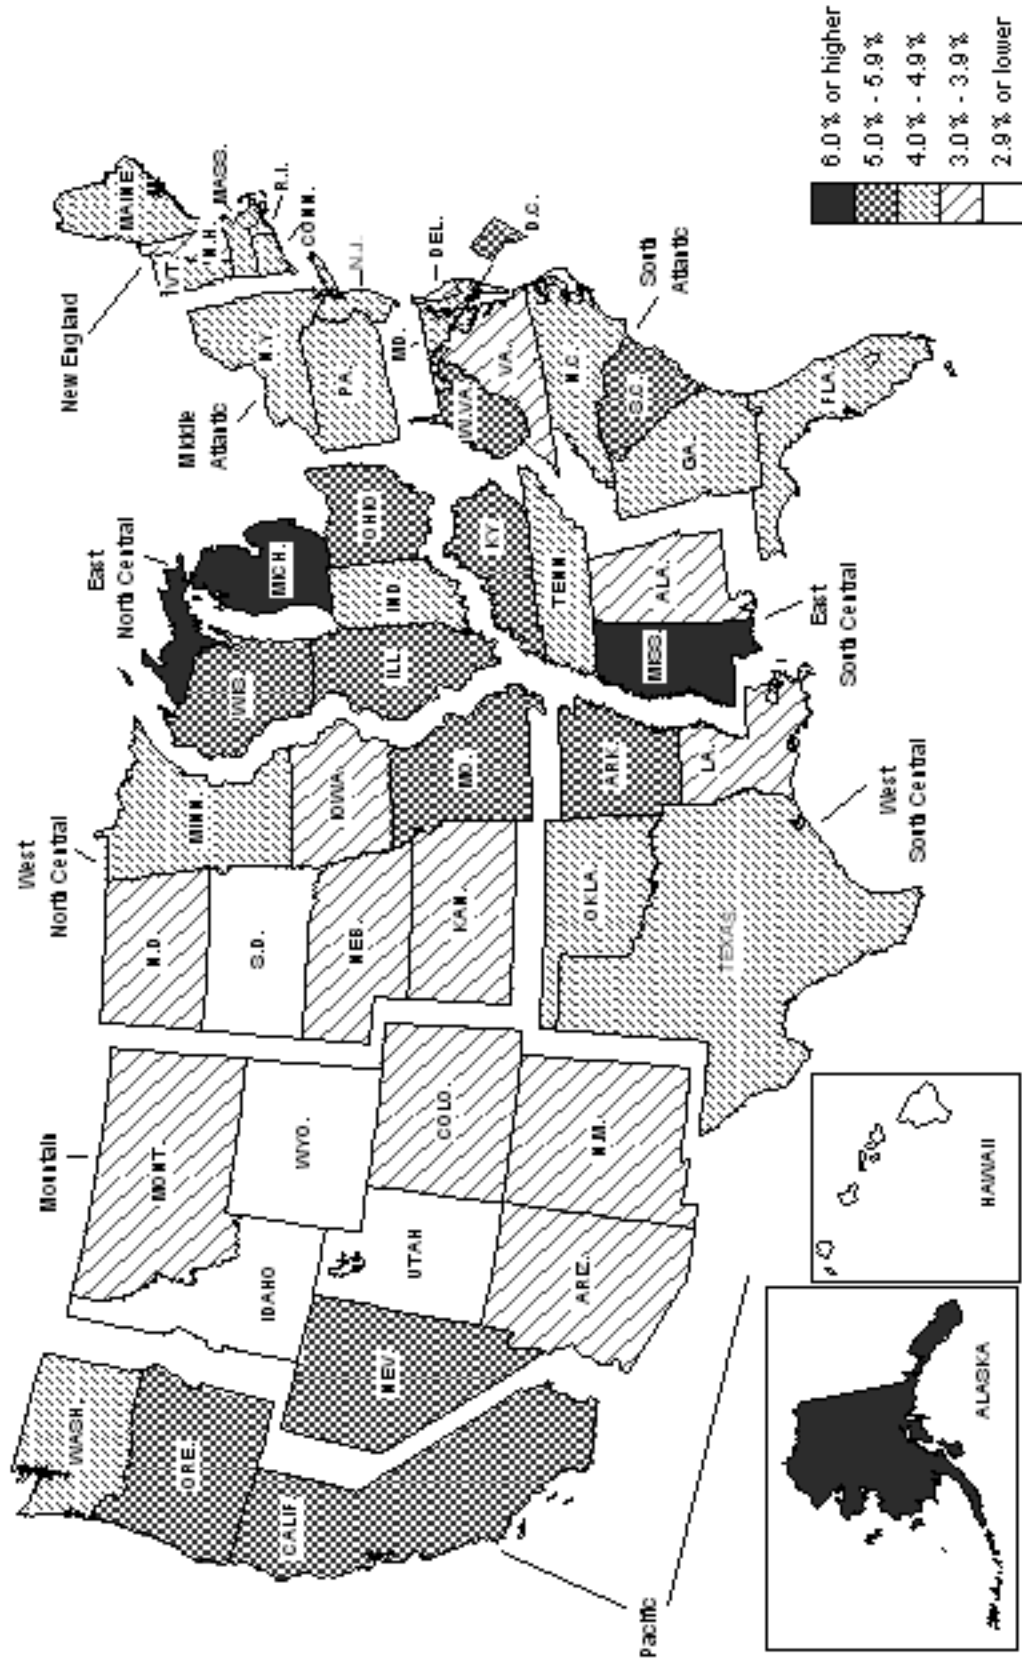 New England
Middle
Atlantic
East
North Central
West
North Central
Mountain
Pacific
West
South Central
East
South Central
South
Atlantic
WASH.
ORE.
CALIF
NEV.
IDAHO
MONT.
WYO.
UTAH
COLO.
ARIZ.
N.M.
N.D.
S.D.
NEB.
KAN.
MINN
IOWA
MO.
OKLA.
TEXAS
ARK.
LA.
WIS.
MICH.
ILL.
IND
OHIO
KY.
TENN
MISS.
ALA.
MAINE
VT.
N.H.
MASS.
R.I.
CONN.
N.Y.
N.J.
PA.
DEL.
MD.
D.C.
W.VA
VA.
N.C
S.C.
GA.
FLA.
ALASKA
HAWAII
6.0% or higher
5.0% - 5.9%
4.0% - 4.9%
3.0% - 3.9%
2.9% or lower